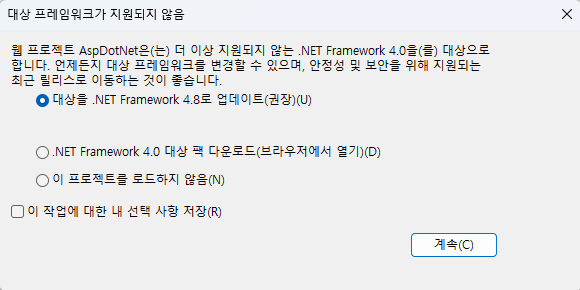 대상 프레임워크가 지원되지 않음
웹 프로젝트 AspDotNet은(는) 더 이상 지원되지 않는 .NET Framework 4.0을(를) 대상으로
합니다. 언제든지 대상 프레임워크를 변경할 수 있으며, 안정성 및 보안을 위해 지원되는
최근 릴리스로 이동하는 것이 좋습니다.
대상을 .NET Framework 4.8로 업데이트(권장)(U)
.NET Framework 4.0 대상 팩 다운로드(브라우저에서 열기)(D)
이 프로젝트를 로드하지 않음(N)
이 작업에 대한 내 선택 사항 저장(R)
계속(C)